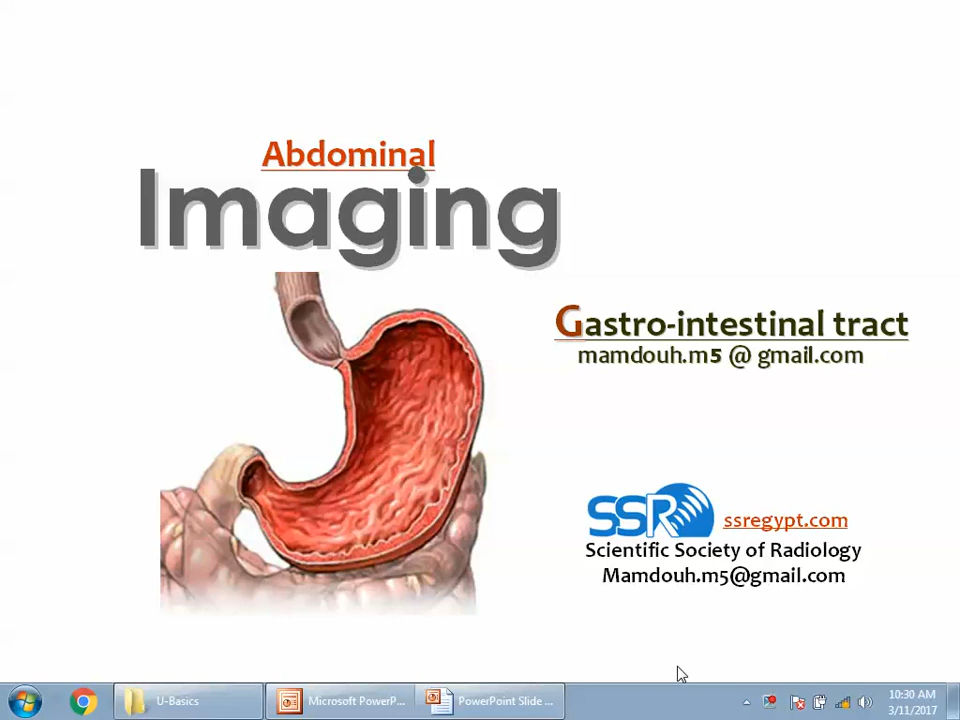 Abdominal
Imaging
Gastro-intestinal tract
mamdouh.m5 @ gmail.com
SSR
ssregypt.com
Scientific Society of Radiology
Mamdouh.m5@gmail.com
U-Basics
Microsoft PowerP...
PowerPoint Slide ...
10:30 AM
3/11/2017